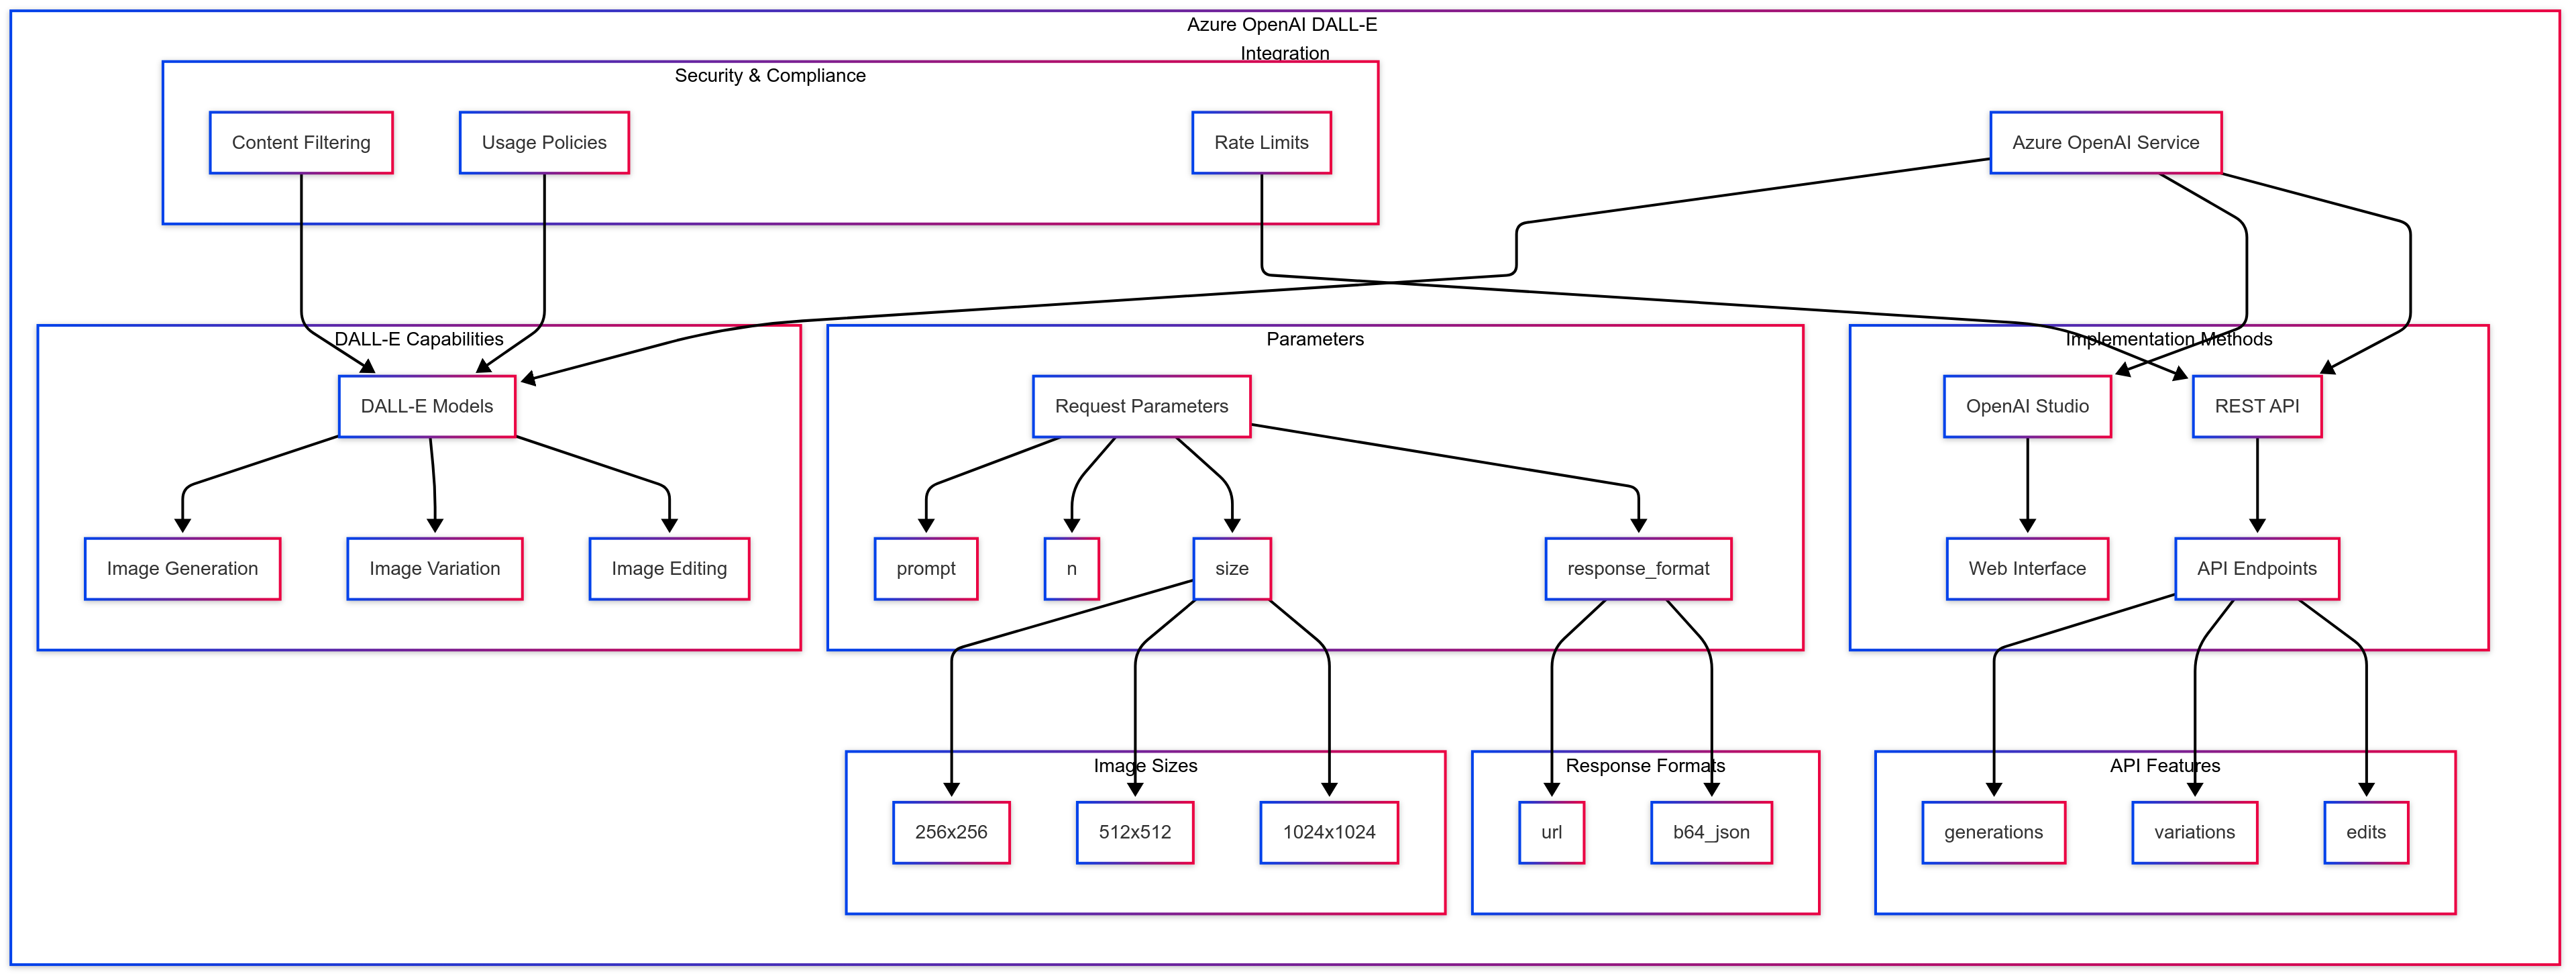 Azure OpenAI DALL-E
Integration
Security & Compliance
Content Filtering
Usage Policies
Rate Limits
Azure OpenAI Service
DALL-E Capabilities
Parameters
Implementation Methods
DALL-E Models
Request Parameters
OpenAI Studio
REST API
Image Generation
Image Variation
Image Editing
prompt
n
size
response_format
Web Interface
API Endpoints
Image Sizes
Response Formats
API Features
256x256
512x512
1024x1024
url
b64_json
generations
variations
edits